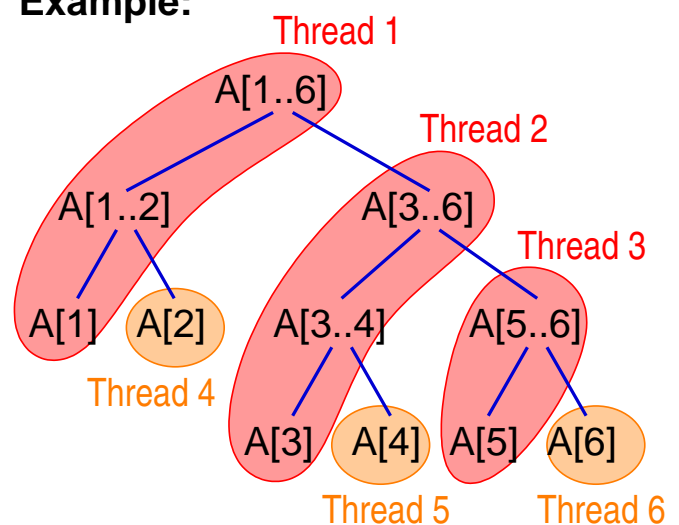 Example:
Thread 1
A[1..6]
Thread 2
A[1..2]
A[3..6]
Thread 3
A[1]
A[2]
A[3..4]
A[5..6]
Thread 4
A[3]
A[4]
A[5]
A[6]
Thread 5
Thread 6